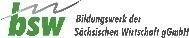 bsw
Bildungswerk der
Sächsischen Wirtschaft gGmbH